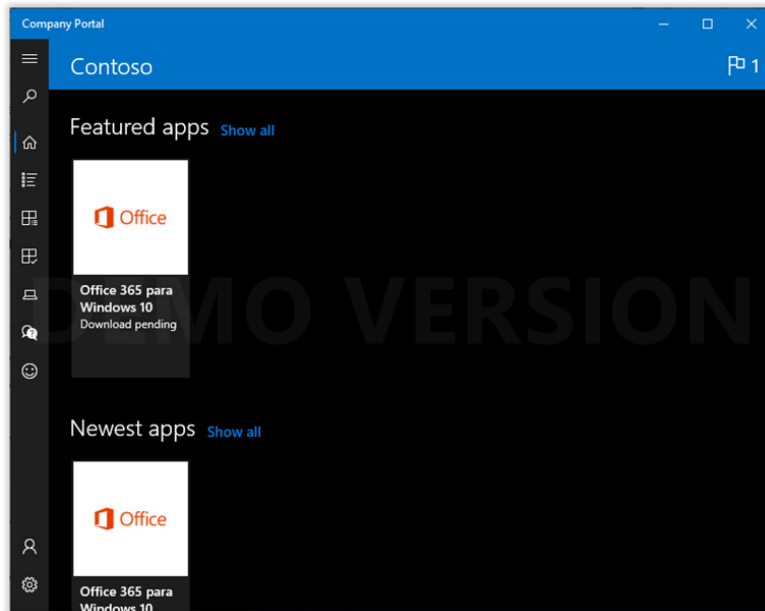 Company Portal
Contoso
1
Featured apps Show all
Office
Office 365 para
Windows 10
Download pending
DEMO VERSION
Newest apps Show all
Office
Office 365 para
Windows 10